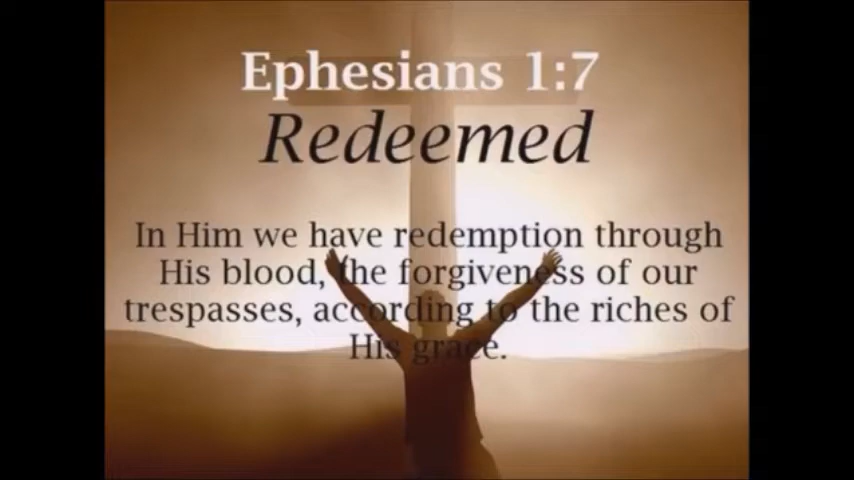 Ephesians 1:7
Redeemed
In Him we have redemption through
His blood, the forgiveness of our
trespasses, according to the riches of
His grace.